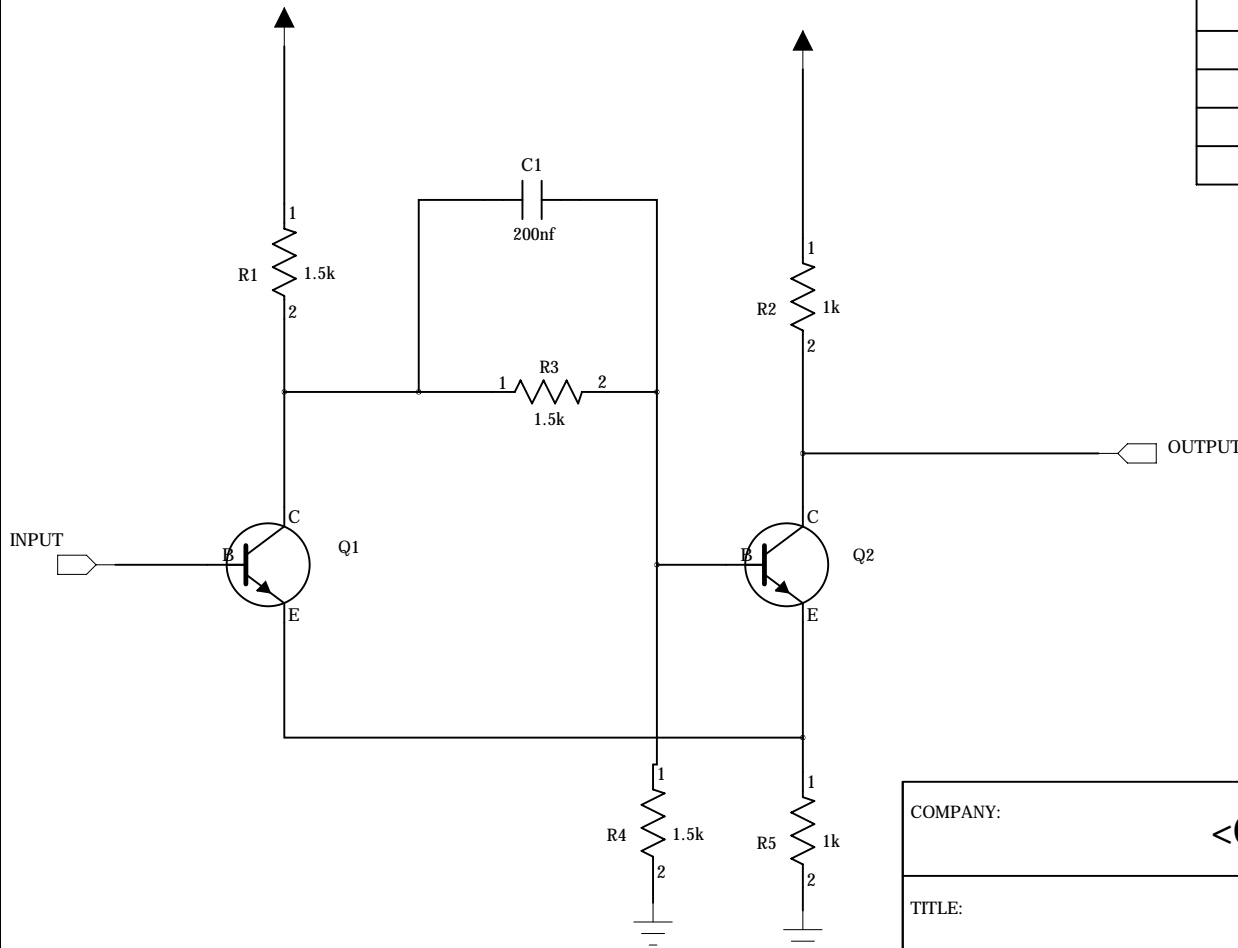 C1
200nf
1
R1
1.5k
2
1
R2
1k
2
R3
1
2
1.5k
OUTPUT
INPUT
C
B
Q1
E
C
B
Q2
E
1
R4
1.5k
2
1
R5
1k
2
COMPANY:
TITLE: